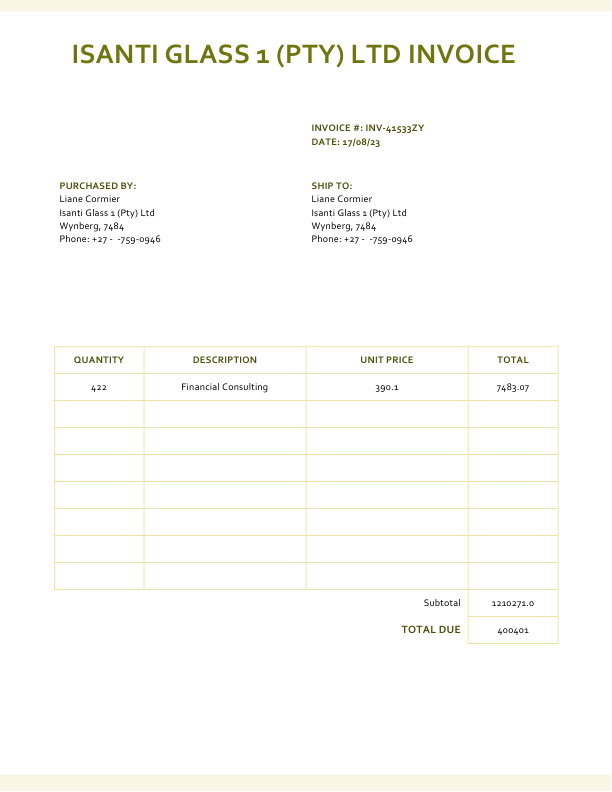 ISANTI GLASS 1 (PTY) LTD INVOICE
INVOICE #: INV-41533ZY
DATE: 17/08/23
PURCHASED BY:
Liane Cormier
Isanti Glass 1 (Pty) Ltd
Wynberg, 7484
Phone: +27 -  -759-0946
SHIP TO:
Liane Cormier
Isanti Glass 1 (Pty) Ltd
Wynberg, 7484
Phone: +27 -  -759-0946
QUANTITY DESCRIPTION UNIT PRICE TOTAL
422 Financial Consulting 390.1 7483.07
Subtotal 1210271.0
TOTAL DUE 400401